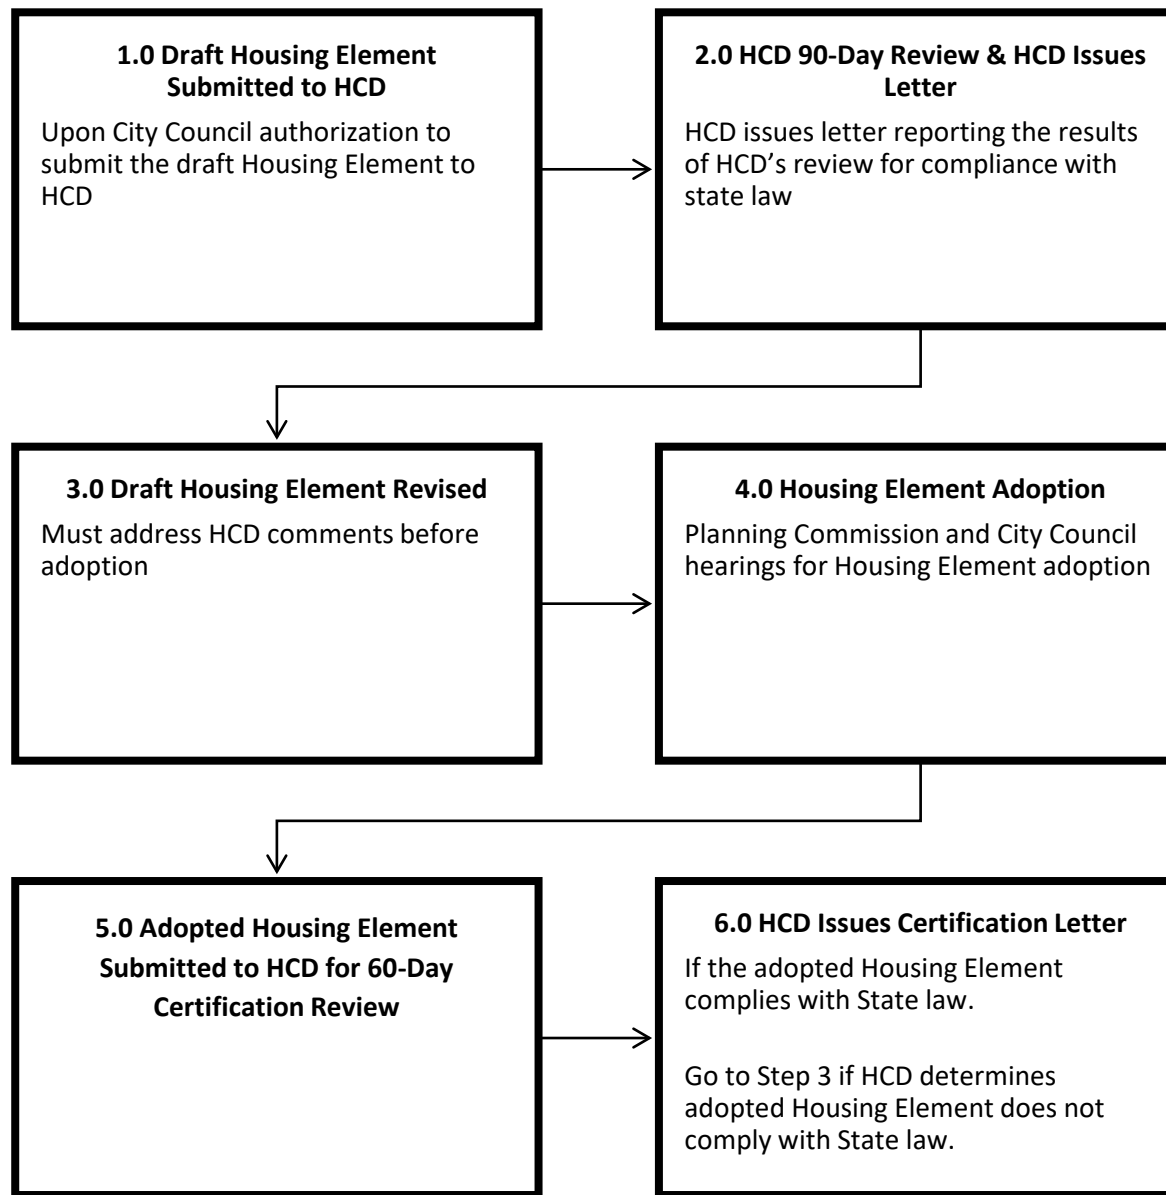 1.0 Draft Housing Element
Submitted to HCD
Upon City Council authorization to
submit the draft Housing Element to
HCD
2.0 HCD 90-Day Review & HCD Issues
Letter
HCD issues letter reporting the results
of HCD’s review for compliance with
state law
3.0 Draft Housing Element Revised
Must address HCD comments before
adoption
4.0 Housing Element Adoption
Planning Commission and City Council
hearings for Housing Element adoption
5.0 Adopted Housing Element
Submitted to HCD for 60-Day
Certification Review
6.0 HCD Issues Certification Letter
If the adopted Housing Element
complies with State law.
Go to Step 3 if HCD determines
adopted Housing Element does not
comply with State law.